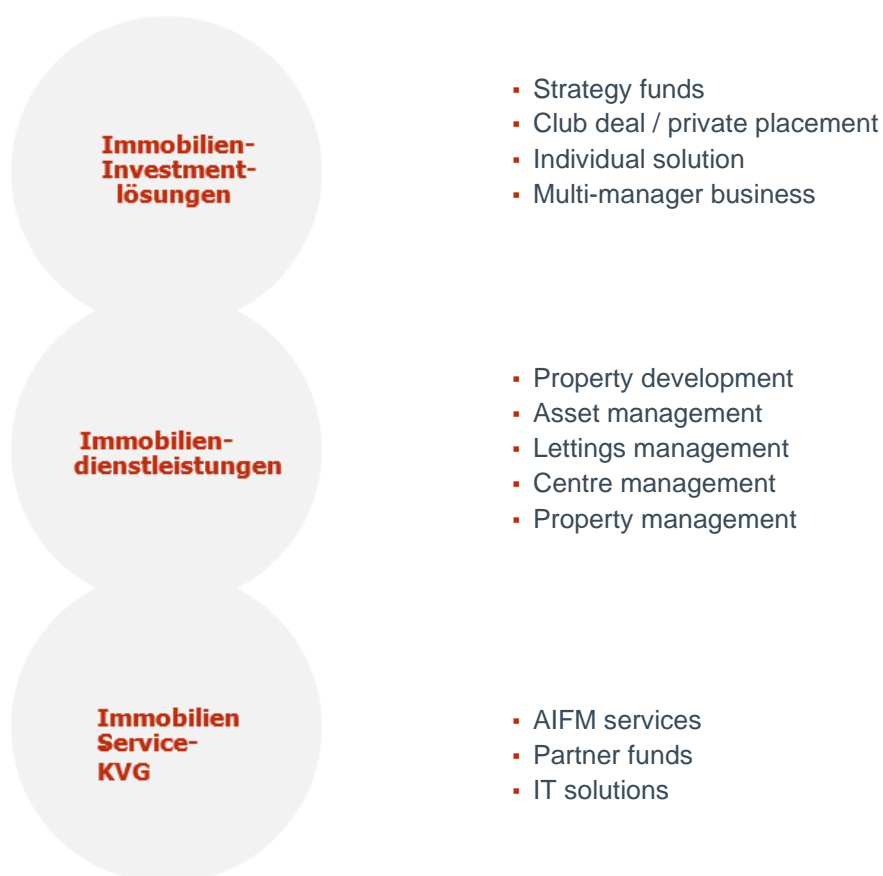 Immobilien-
Investment-
lösungen
▪ Strategy funds
▪ Club deal / private placement
▪ Individual solution
▪ Multi-manager business
Immobilien-
dienstleistungen
▪ Property development
▪ Asset management
▪ Lettings management
▪ Centre management
▪ Property management
Immobilien
Service-
KVG
▪ AIFM services
▪ Partner funds
▪ IT solutions